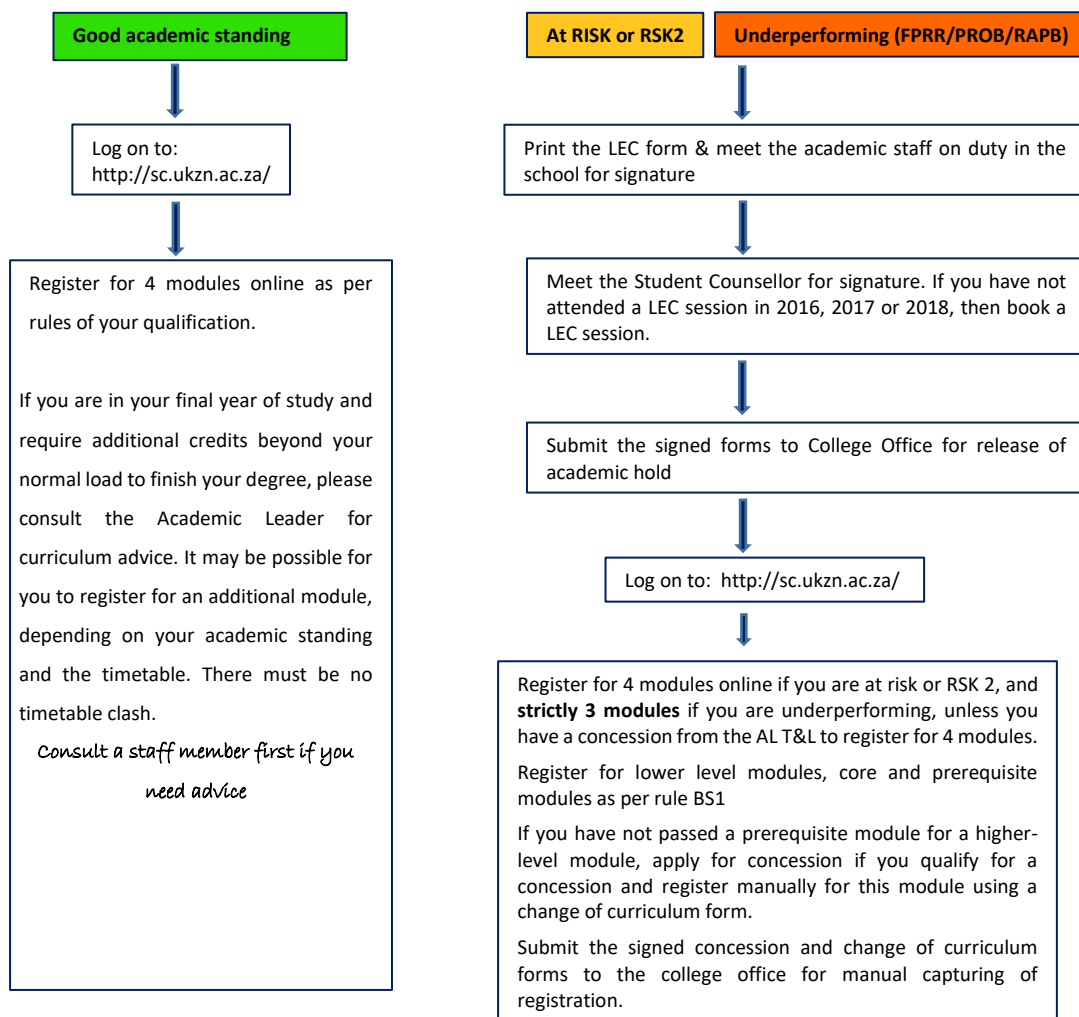 Good academic standing
Log on to:
http://sc.ukzn.ac.za/
Register for 4 modules online as per
rules of your qualification.
If you are in your final year of study and
require additional credits beyond your
normal load to finish your degree, please
consult the Academic Leader for
curriculum advice. It may be possible for
you to register for an additional module,
depending on your academic standing
and the timetable. There must be no
timetable clash.
Consult a staff member first if you
need advice
At RISK or RSK2
Underperforming (FPRR/PROB/RAPB)
Print the LEC form & meet the academic staff on duty in the
school for signature
Meet the Student Counsellor for signature. If you have not
attended a LEC session in 2016, 2017 or 2018, then book a
LEC session.
Submit the signed forms to College Office for release of
academic hold
Log on to: http://sc.ukzn.ac.za/
Register for 4 modules online if you are at risk or RSK 2, and
strictly 3 modules if you are underperforming, unless you
have a concession from the AL T&L to register for 4 modules.
Register for lower level modules, core and prerequisite
modules as per rule BS1
If you have not passed a prerequisite module for a higher-
level module, apply for concession if you qualify for a
concession and register manually for this module using a
change of curriculum form.
Submit the signed concession and change of curriculum
forms to the college office for manual capturing of
registration.